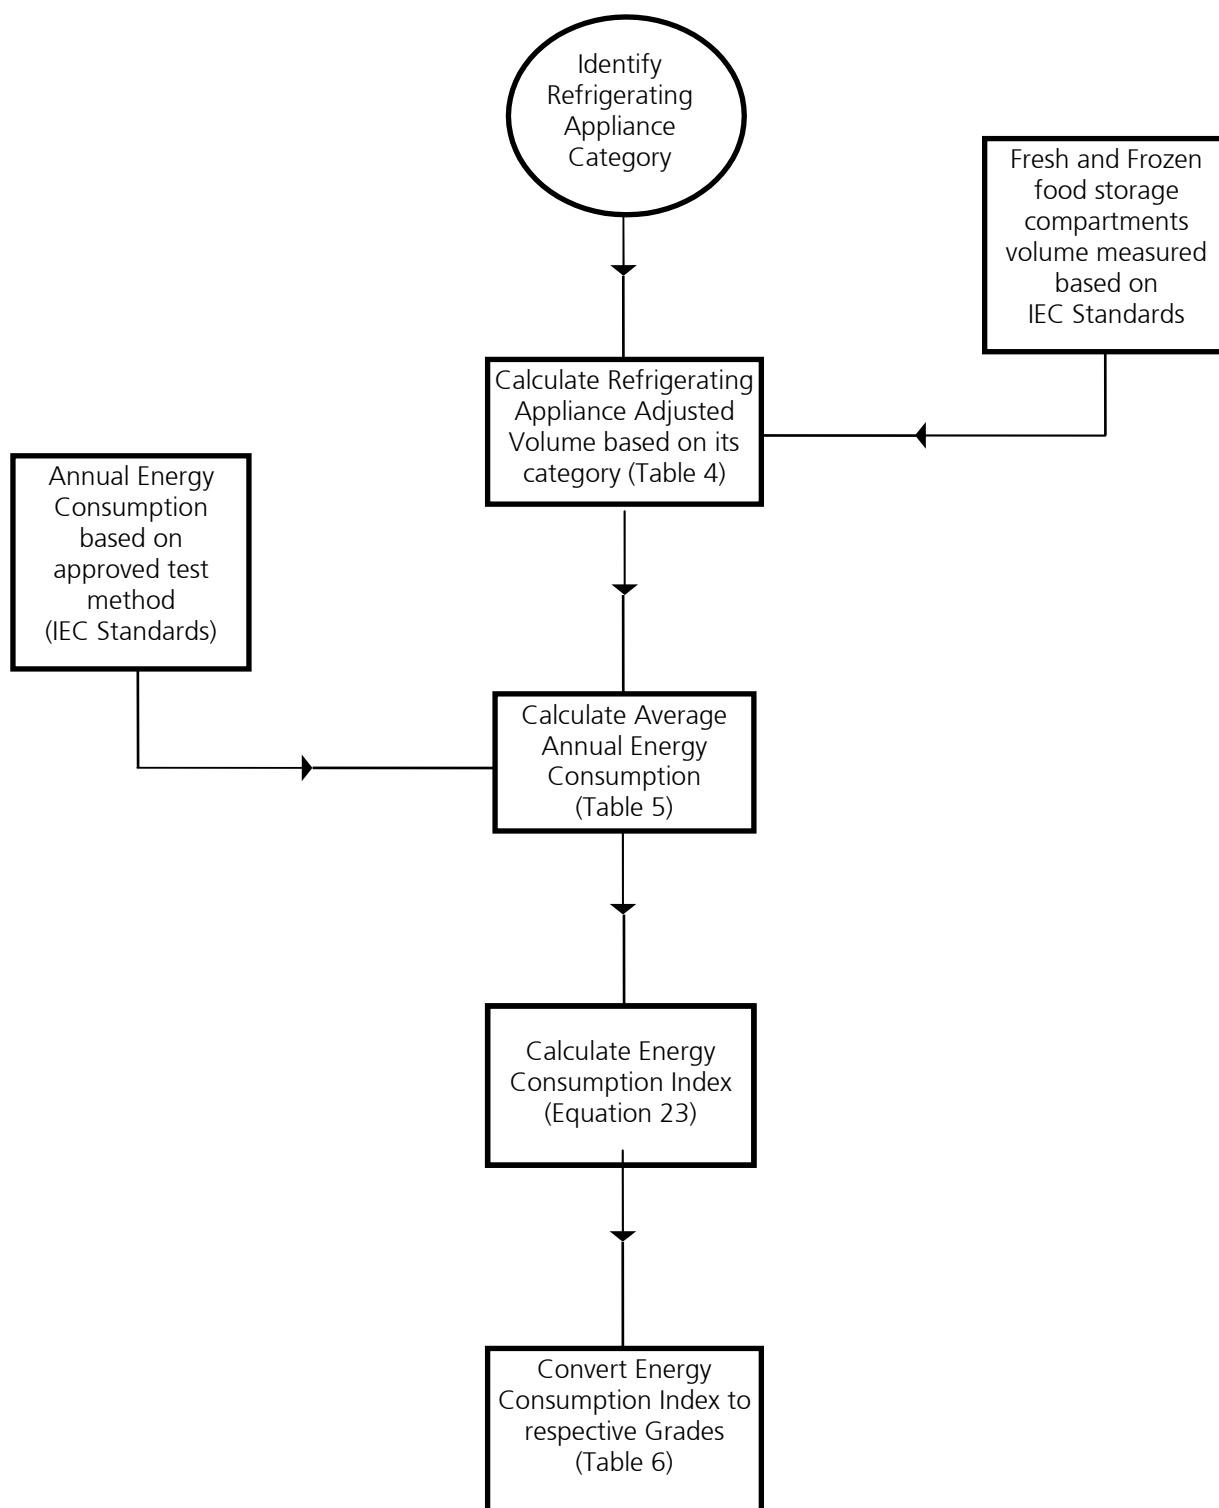 Identify
Refrigerating
Appliance
Category
Fresh and Frozen
food storage
compartments
volume measured
based on
IEC Standards
Calculate Refrigerating
Appliance Adjusted
Volume based on its
category (Table 4)
Annual Energy
Consumption
based on
approved test
method
(IEC Standards)
Calculate Average
Annual Energy
Consumption
(Table 5)
Calculate Energy
Consumption Index
(Equation 23)
Convert Energy
Consumption Index to
respective Grades
(Table 6)